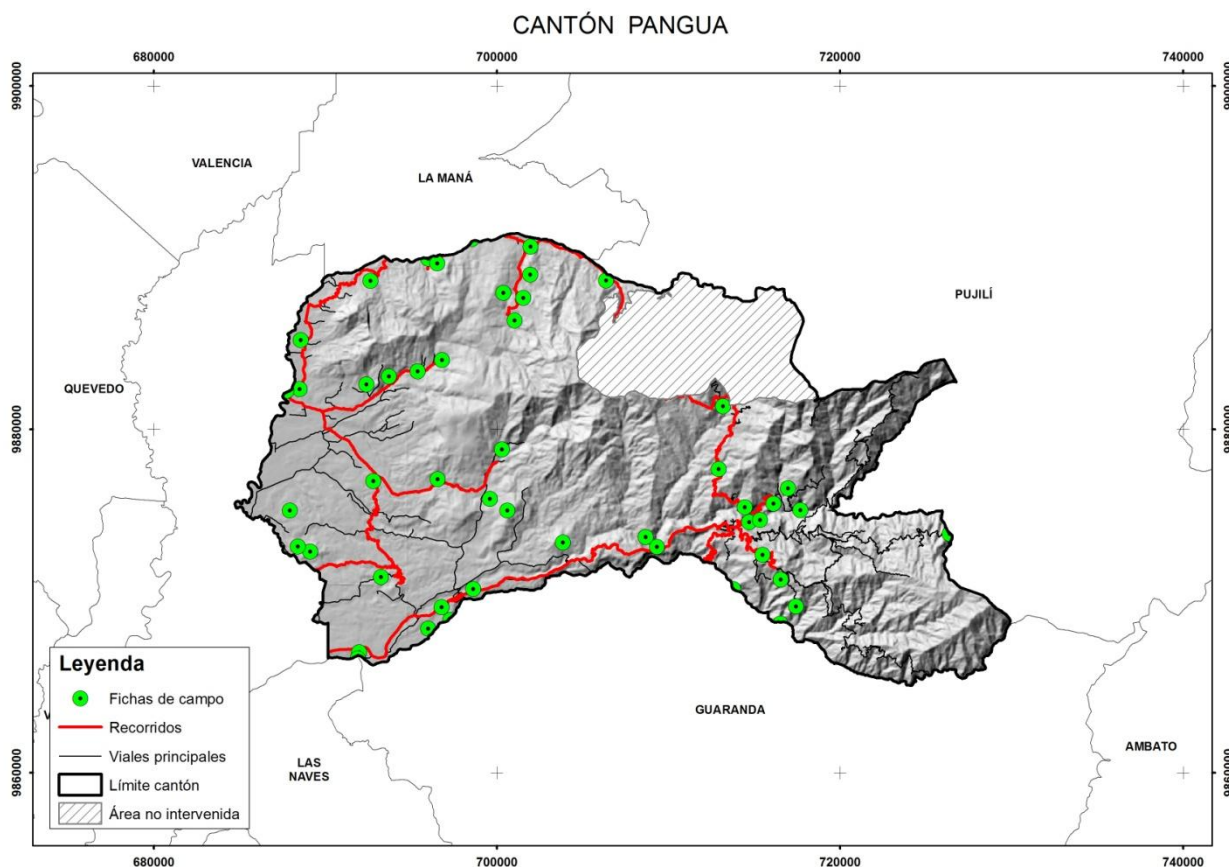 CANTÓN PANGUA
680000
700000
720000
740000
9900000
9900000
VALENCIA
LA MANÁ
PUJILÍ
QUEVEDO
9880000
9880000
GUARANDA
AMBATO
LAS
NAVES
9860000
9860000
Leyenda
Fichas de campo
Recorridos
Viales principales
Límite cantón
Área no intervenida
680000
700000
720000
740000